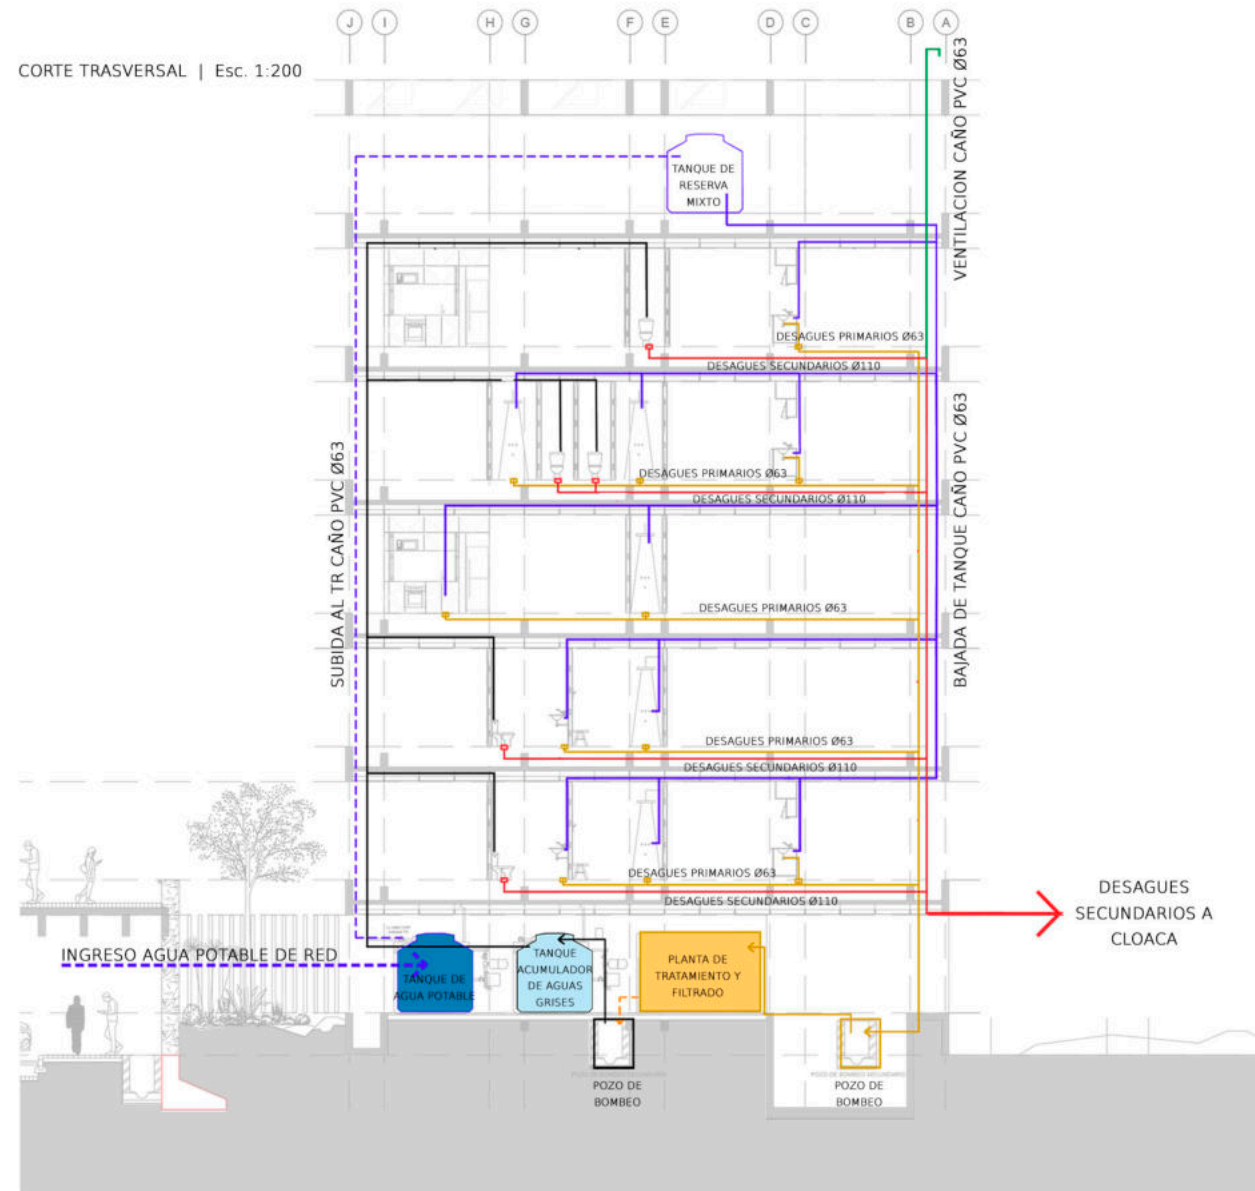 J I H G F E D C B A
CORTE TRASVERSAL | Esc. 1:200
VENTILACION CAÑO PVC Ø63
TANQUE DE
RESERVA
MIXTO
DESAGUES PRIMARIOS Ø63
DESAGUES SECUNDARIOS Ø110
SUBIDA AL TR CAÑO PVC Ø63
BAJADA DE TANQUE CAÑO PVC Ø63
DESAGUES PRIMARIOS Ø63
DESAGUES SECUNDARIOS Ø110
DESAGUES PRIMARIOS Ø63
DESAGUES PRIMARIOS Ø63
DESAGUES SECUNDARIOS Ø110
DESAGUES PRIMARIOS Ø63
DESAGUES SECUNDARIOS Ø110
DESAGUES
SECUNDARIOS A
CLOACA
INGRESO AGUA POTABLE DE RED
TANQUE DE
AGUA POTABLE
TANQUE
ACUMULADOR
DE AGUAS
GRISES
PLANTA DE
TRATAMIENTO Y
FILTRADO
POZO DE BOMBEO SECUNDARIO
POZO DE
BOMBEO
POZO DE
BOMBEO